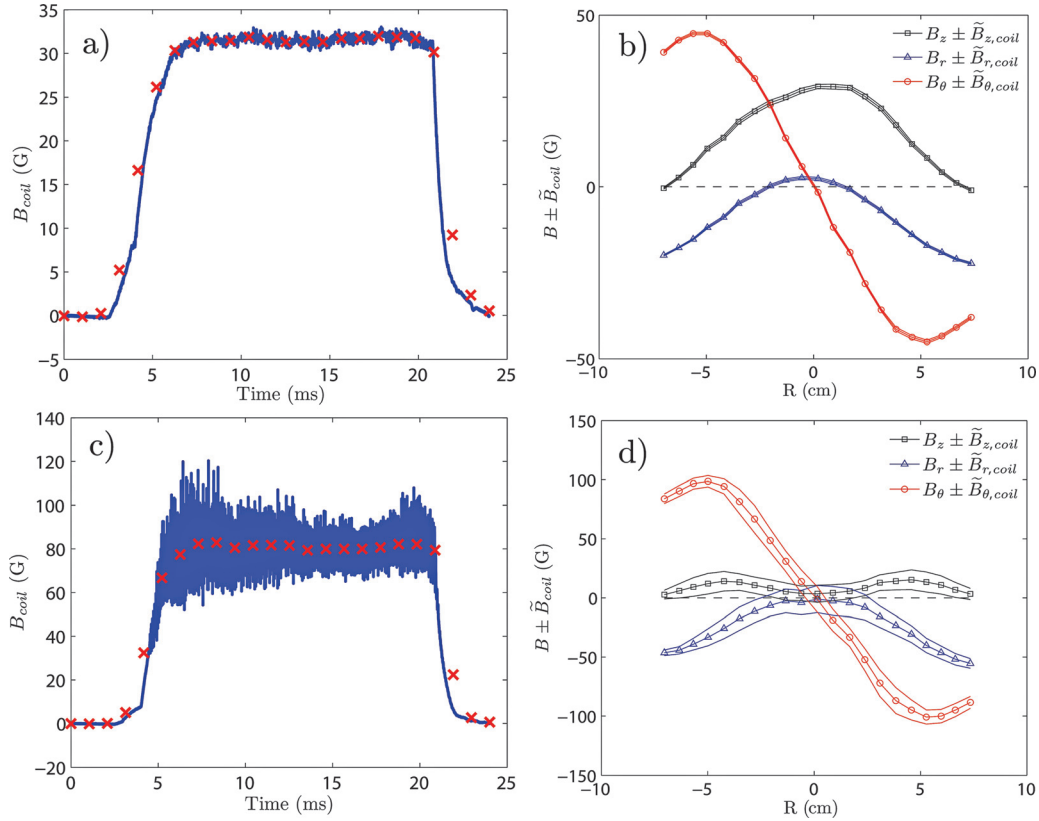 a)
35
30
25
20
15
10
5
0
−5
B_coil (G)
0 5 10 15 20 25
Time (ms)
b)
B_z ± B̃_z,coil
B_r ± B̃_r,coil
B_θ ± B̃_θ,coil
50
0
−50
B ± B̃_coil (G)
−10 −5 0 5 10
R (cm)
c)
140
120
100
80
60
40
20
0
−20
B_coil (G)
0 5 10 15 20 25
Time (ms)
d)
B_z ± B̃_z,coil
B_r ± B̃_r,coil
B_θ ± B̃_θ,coil
150
100
50
0
−50
−100
−150
B ± B̃_coil (G)
−10 −5 0 5 10
R (cm)